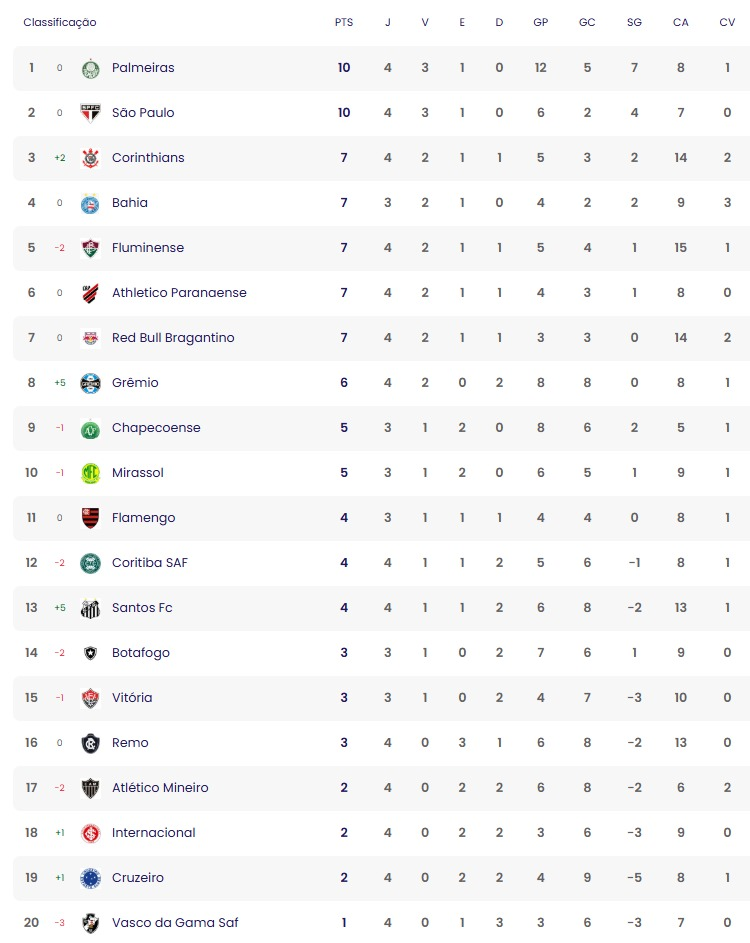 Classificação PTS J V E D GP GC SG CA CV
1 0 Palmeiras 10 4 3 1 0 12 5 7 8 1
2 0 São Paulo 10 4 3 1 0 6 2 4 7 0
3 +2 Corinthians 7 4 2 1 1 5 3 2 14 2
4 0 Bahia 7 3 2 1 0 4 2 2 9 3
5 -2 Fluminense 7 4 2 1 1 5 4 1 15 1
6 0 Athletico Paranaense 7 4 2 1 1 4 3 1 8 0
7 0 Red Bull Bragantino 7 4 2 1 1 3 3 0 14 2
8 +5 Grêmio 6 4 2 0 2 8 8 0 8 1
9 -1 Chapecoense 5 3 1 2 0 8 6 2 5 1
10 -1 Mirassol 5 3 1 2 0 6 5 1 9 1
11 0 Flamengo 4 3 1 1 1 4 4 0 8 1
12 -2 Coritiba SAF 4 4 1 1 2 5 6 -1 8 1
13 +5 Santos Fc 4 4 1 1 2 6 8 -2 13 1
14 -2 Botafogo 3 3 1 0 2 7 6 1 9 0
15 -1 Vitória 3 3 1 0 2 4 7 -3 10 0
16 0 Remo 3 4 0 3 1 6 8 -2 13 0
17 -2 Atlético Mineiro 2 4 0 2 2 6 8 -2 6 2
18 +1 Internacional 2 4 0 2 2 3 6 -3 9 0
19 +1 Cruzeiro 2 4 0 2 2 4 9 -5 8 1
20 -3 Vasco da Gama Saf 1 4 0 1 3 3 6 -3 7 0